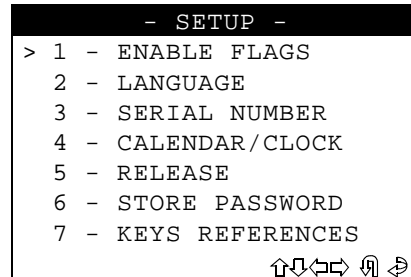 - SETUP -
> 1 - ENABLE FLAGS
2 - LANGUAGE
3 - SERIAL NUMBER
4 - CALENDAR/CLOCK
5 - RELEASE
6 - STORE PASSWORD
7 - KEYS REFERENCES